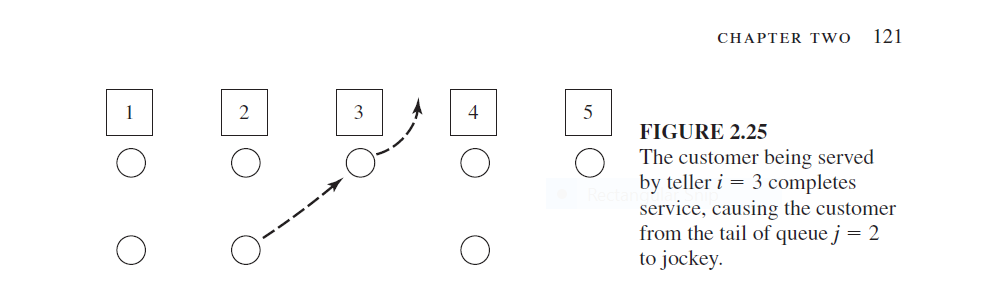 CHAPTER TWO 121
1 2 3 4 5
FIGURE 2.25
The customer being served
by teller i = 3 completes
service, causing the customer
from the tail of queue j = 2
to jockey.